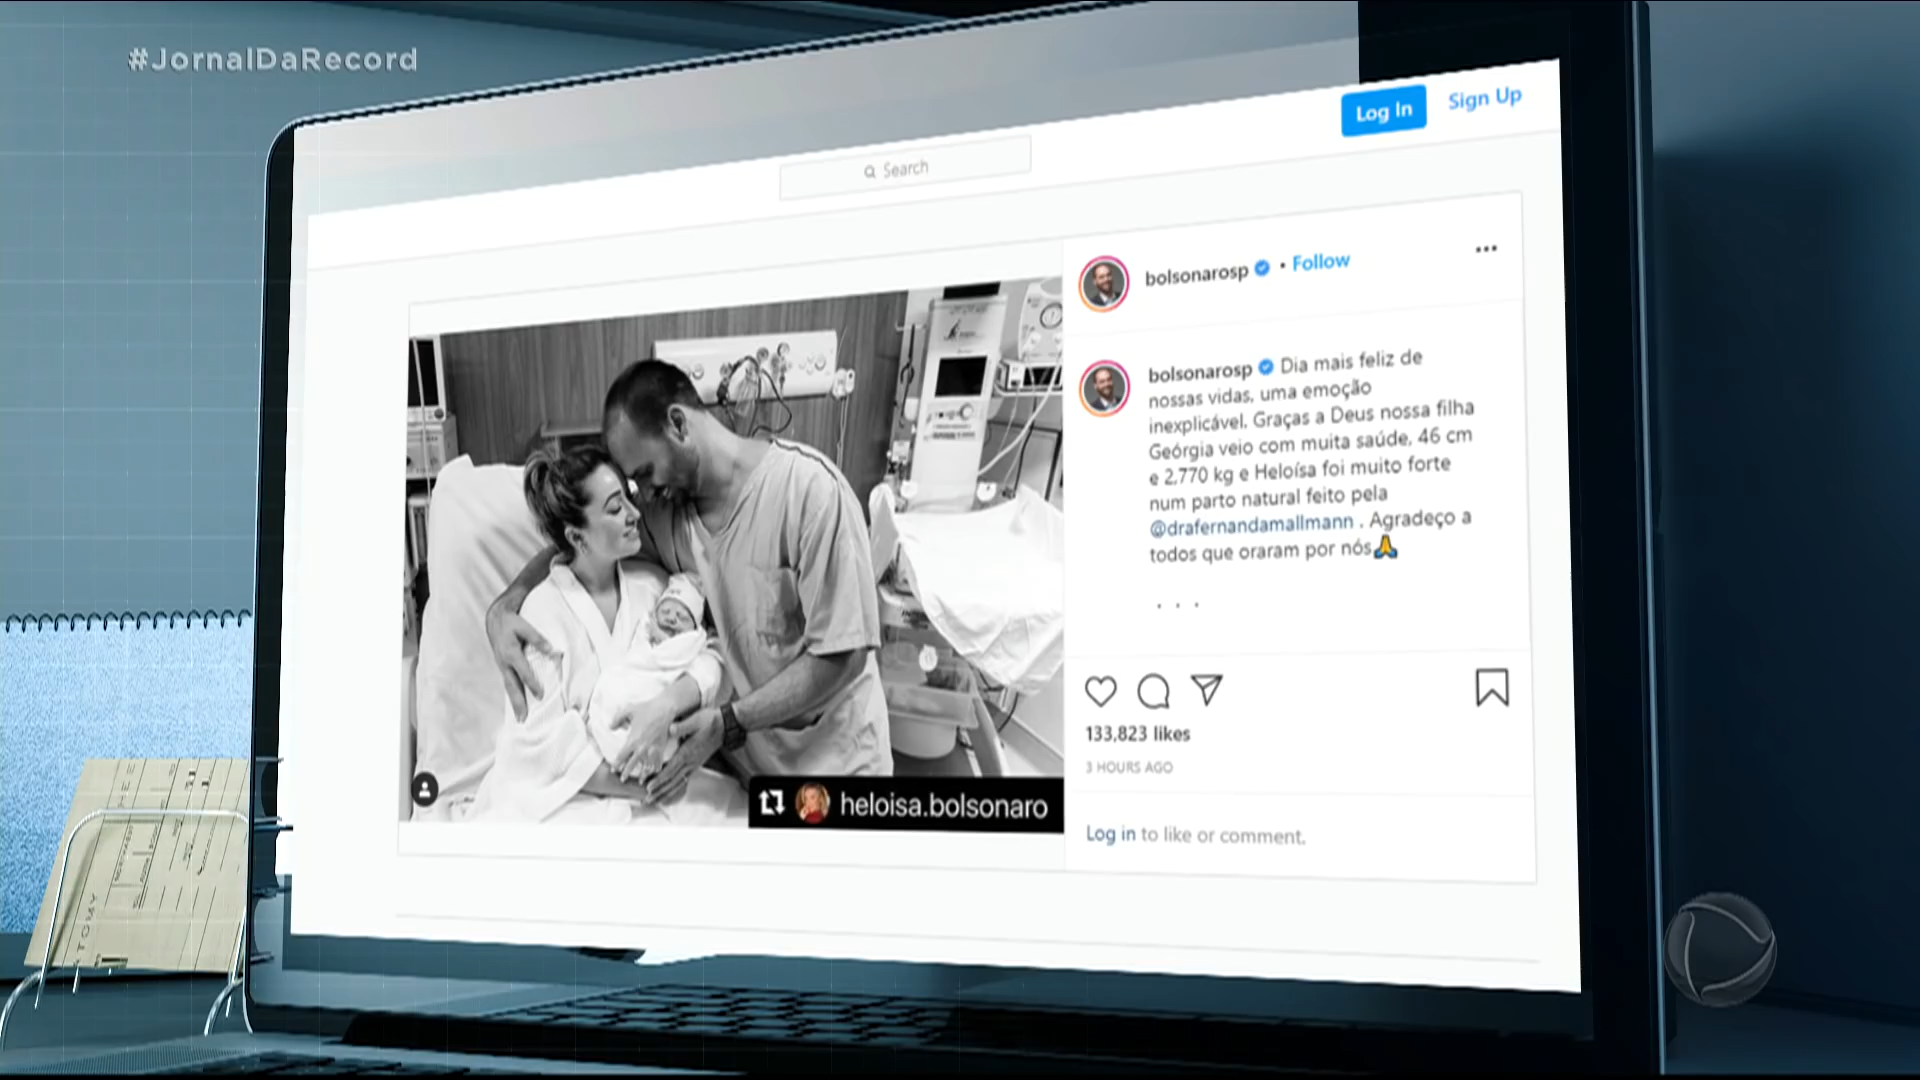 #JornalDaRecord
Log In
Sign Up
Search
bolsonarosp • Follow
bolsonarosp Dia mais feliz de
nossas vidas, uma emoção
inexplicável. Graças a Deus nossa filha
Geórgia veio com muita saúde, 46 cm
e 2,770 kg e Heloísa foi muito forte
num parto natural feito pela
@drafernandamallmann . Agradeço a
todos que oraram por nós🙏
. . .
133,823 likes
3 HOURS AGO
heloisa.bolsonaro
Log in to like or comment.